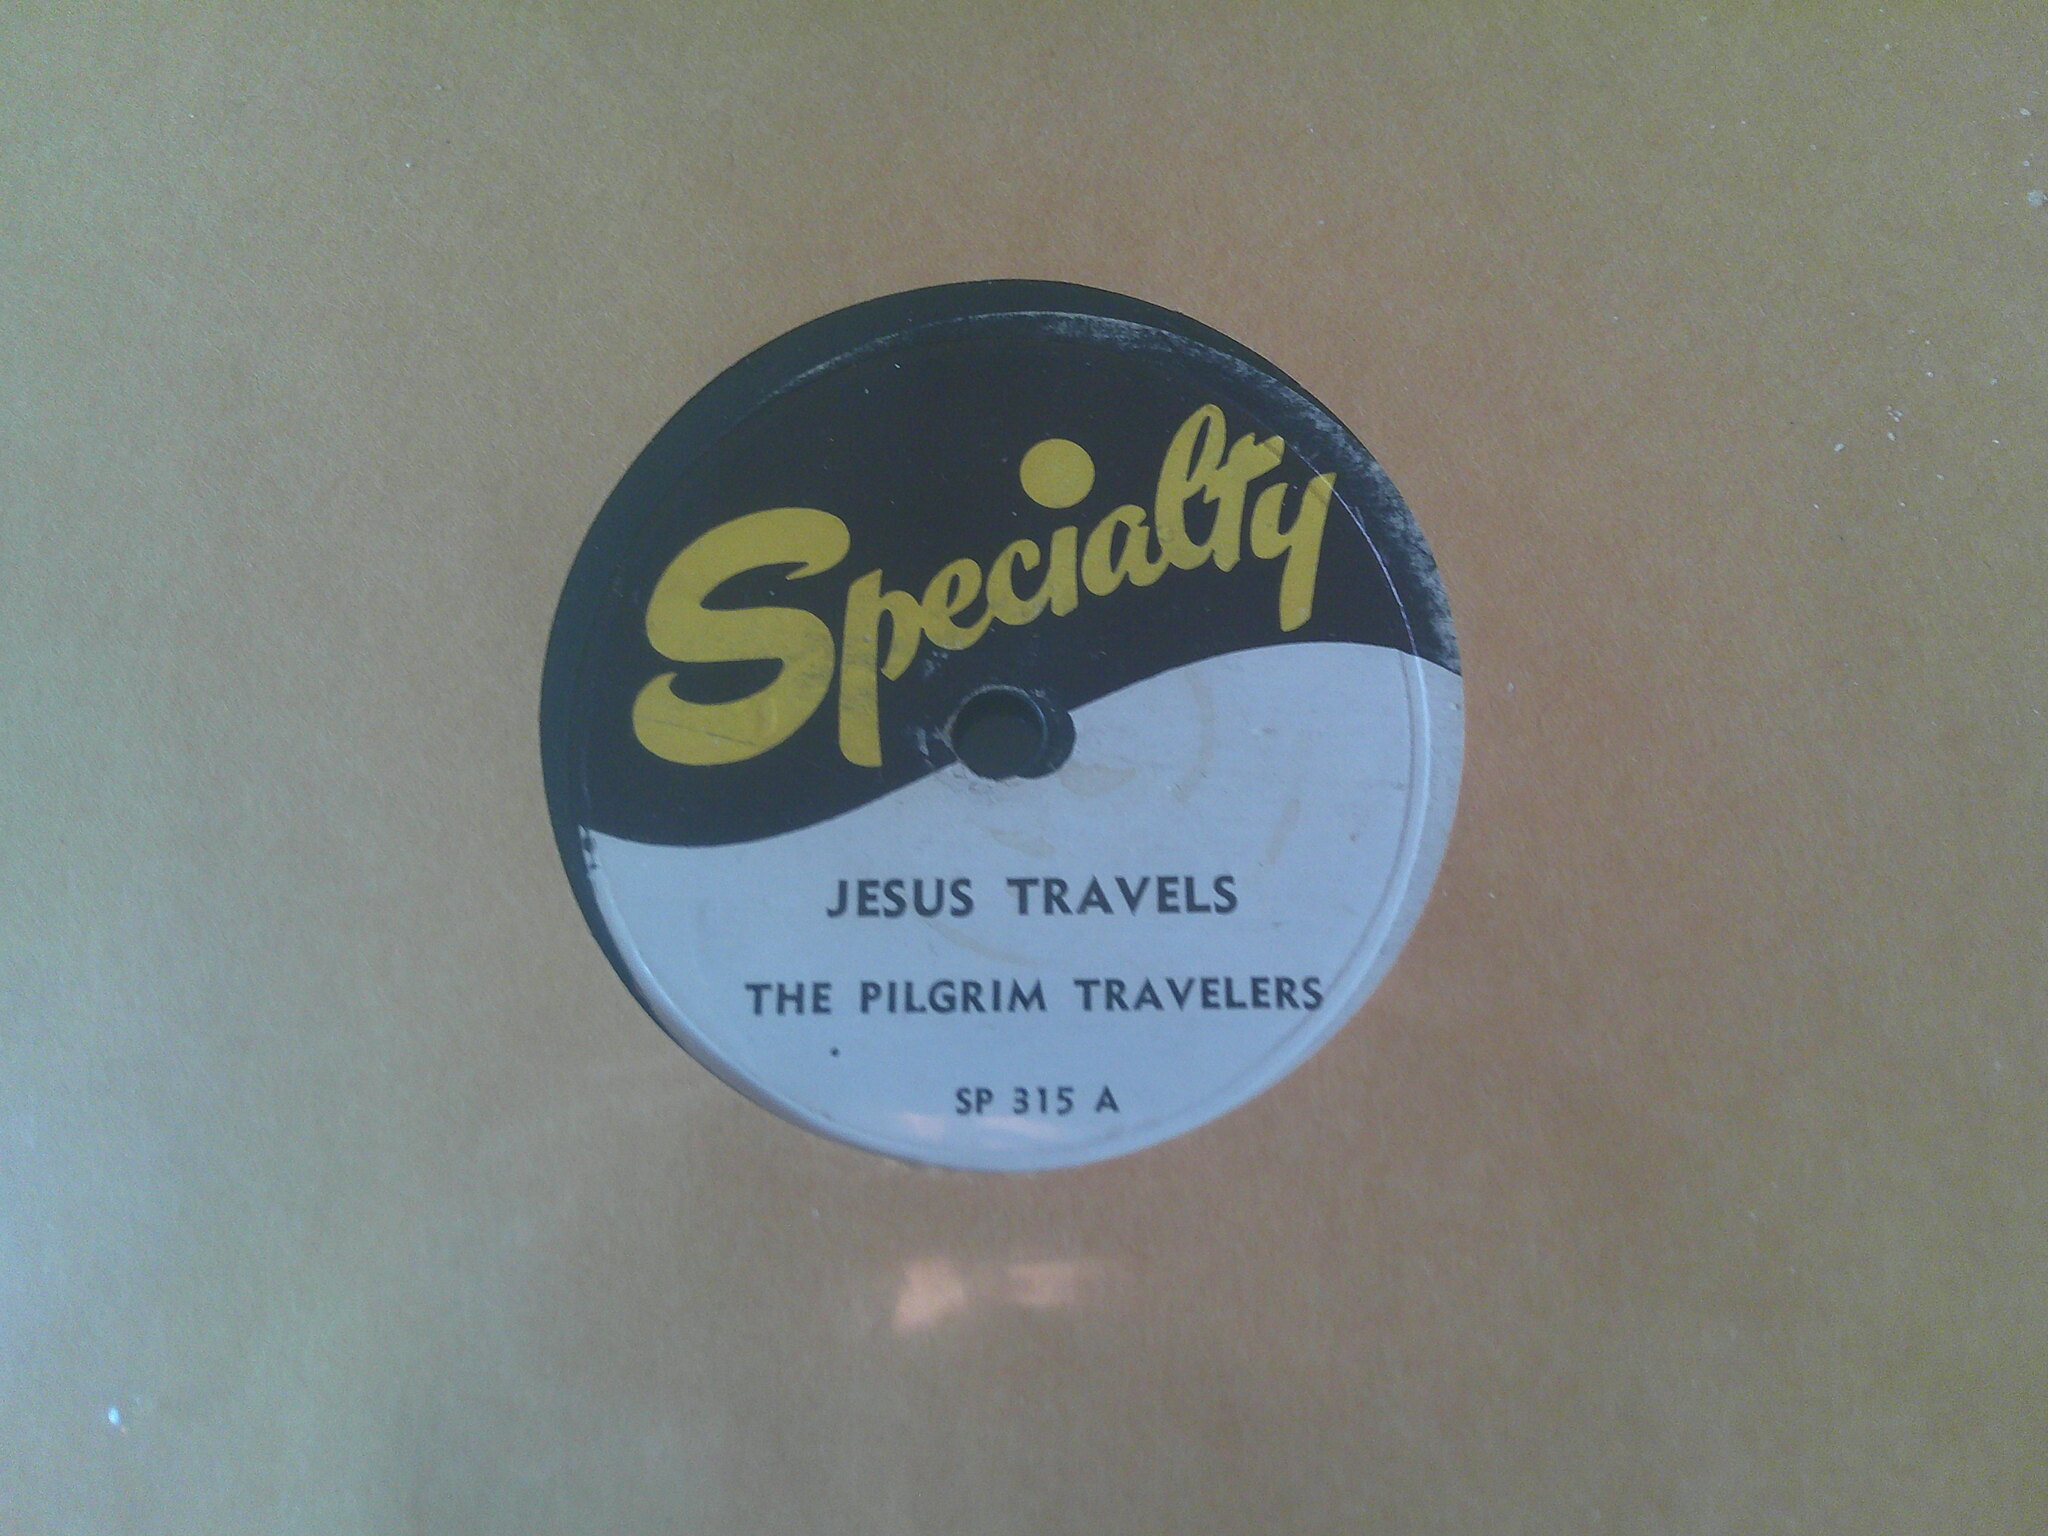 Specialty
JESUS TRAVELS
THE PILGRIM TRAVELERS
SP 315 A